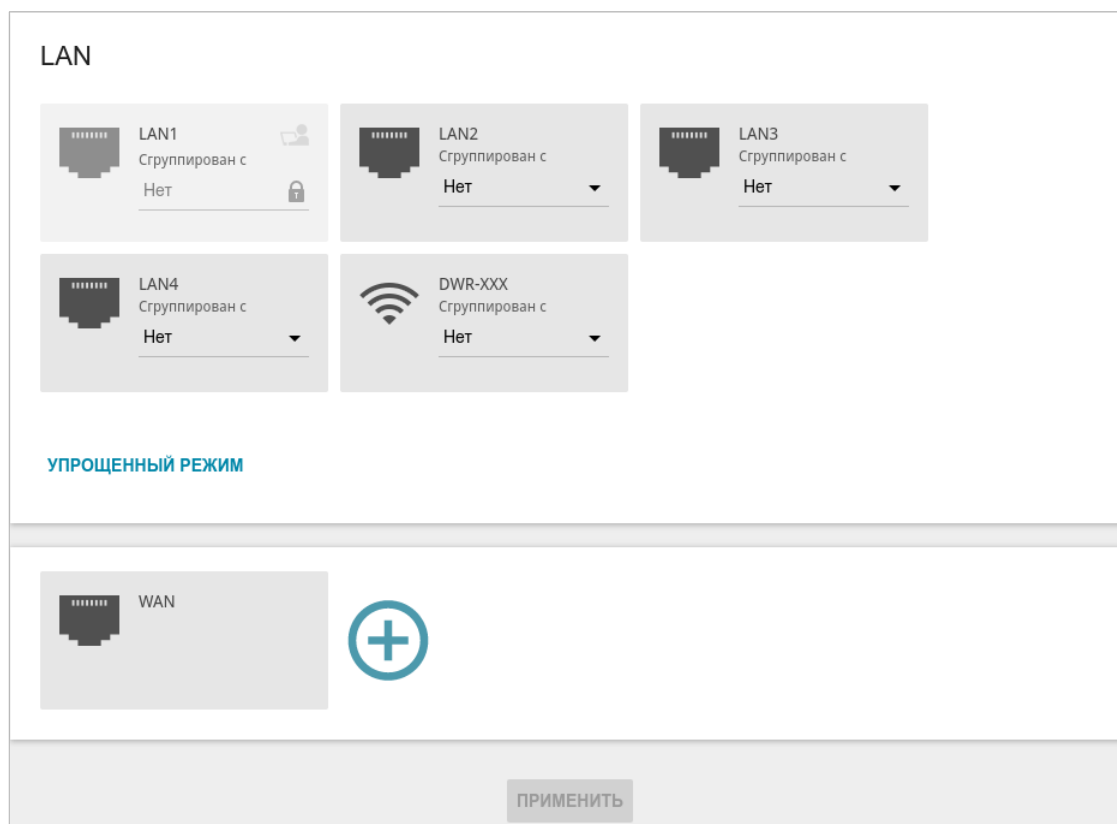 LAN
LAN1
Сгруппирован с
Нет
LAN2
Сгруппирован с
Нет
LAN3
Сгруппирован с
Нет
LAN4
Сгруппирован с
Нет
DWR-XXX
Сгруппирован с
Нет
УПРОЩЕННЫЙ РЕЖИМ
WAN
ПРИМЕНИТЬ